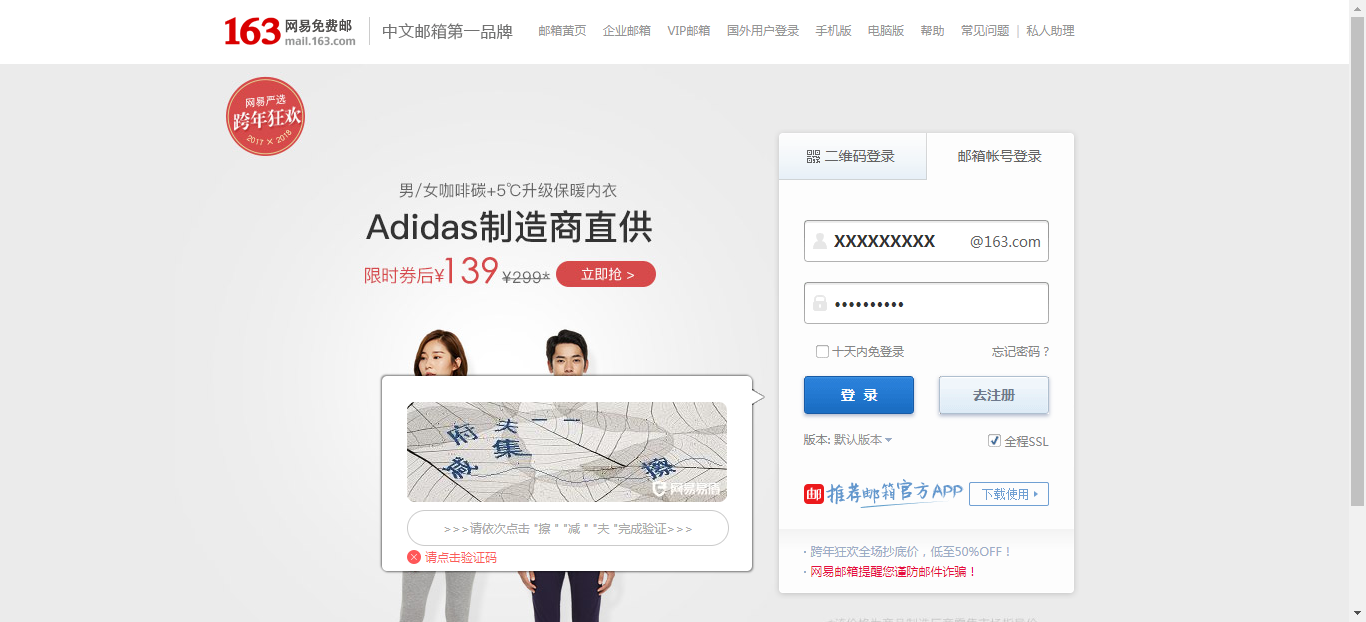 163 网易免费邮
mail.163.com
中文邮箱第一品牌
邮箱黄页 企业邮箱 VIP邮箱 国外用户登录 手机版 电脑版 帮助 常见问题 | 私人助理
网易严选
跨年狂欢
2017 × 2018
男/女咖啡碳+5℃升级保暖内衣
Adidas制造商直供
限时券后¥139 ¥299* 立即抢 >
二维码登录 邮箱帐号登录
XXXXXXXXX @163.com
••••••••••
十天内免登录 忘记密码？
登 录 去注册
版本: 默认版本 全程SSL
邮 推荐邮箱官方APP 下载使用
· 跨年狂欢全场抄底价，低至50%OFF！
· 网易邮箱提醒您谨防邮件诈骗！
府 夫
减 集 擦
网易易盾
>>>请依次点击 "擦 " "减 " "夫 "完成验证>>>
请点击验证码